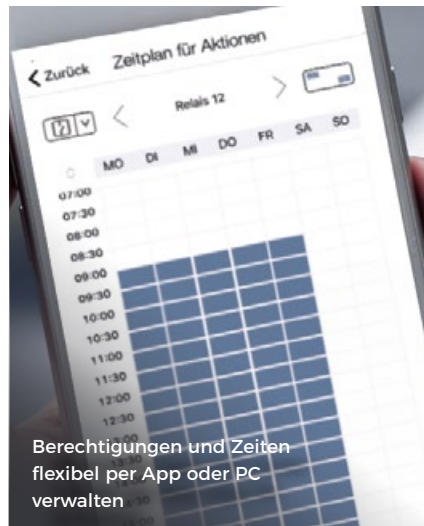 Zurück Zeitplan für Aktionen
Relais 12
MO DI MI DO FR SA SO
07:00
07:30
08:00
08:30
09:00
09:30
10:00
10:30
11:00
11:30
12:00
12:30
Berechtigungen und Zeiten
flexibel per App oder PC
verwalten